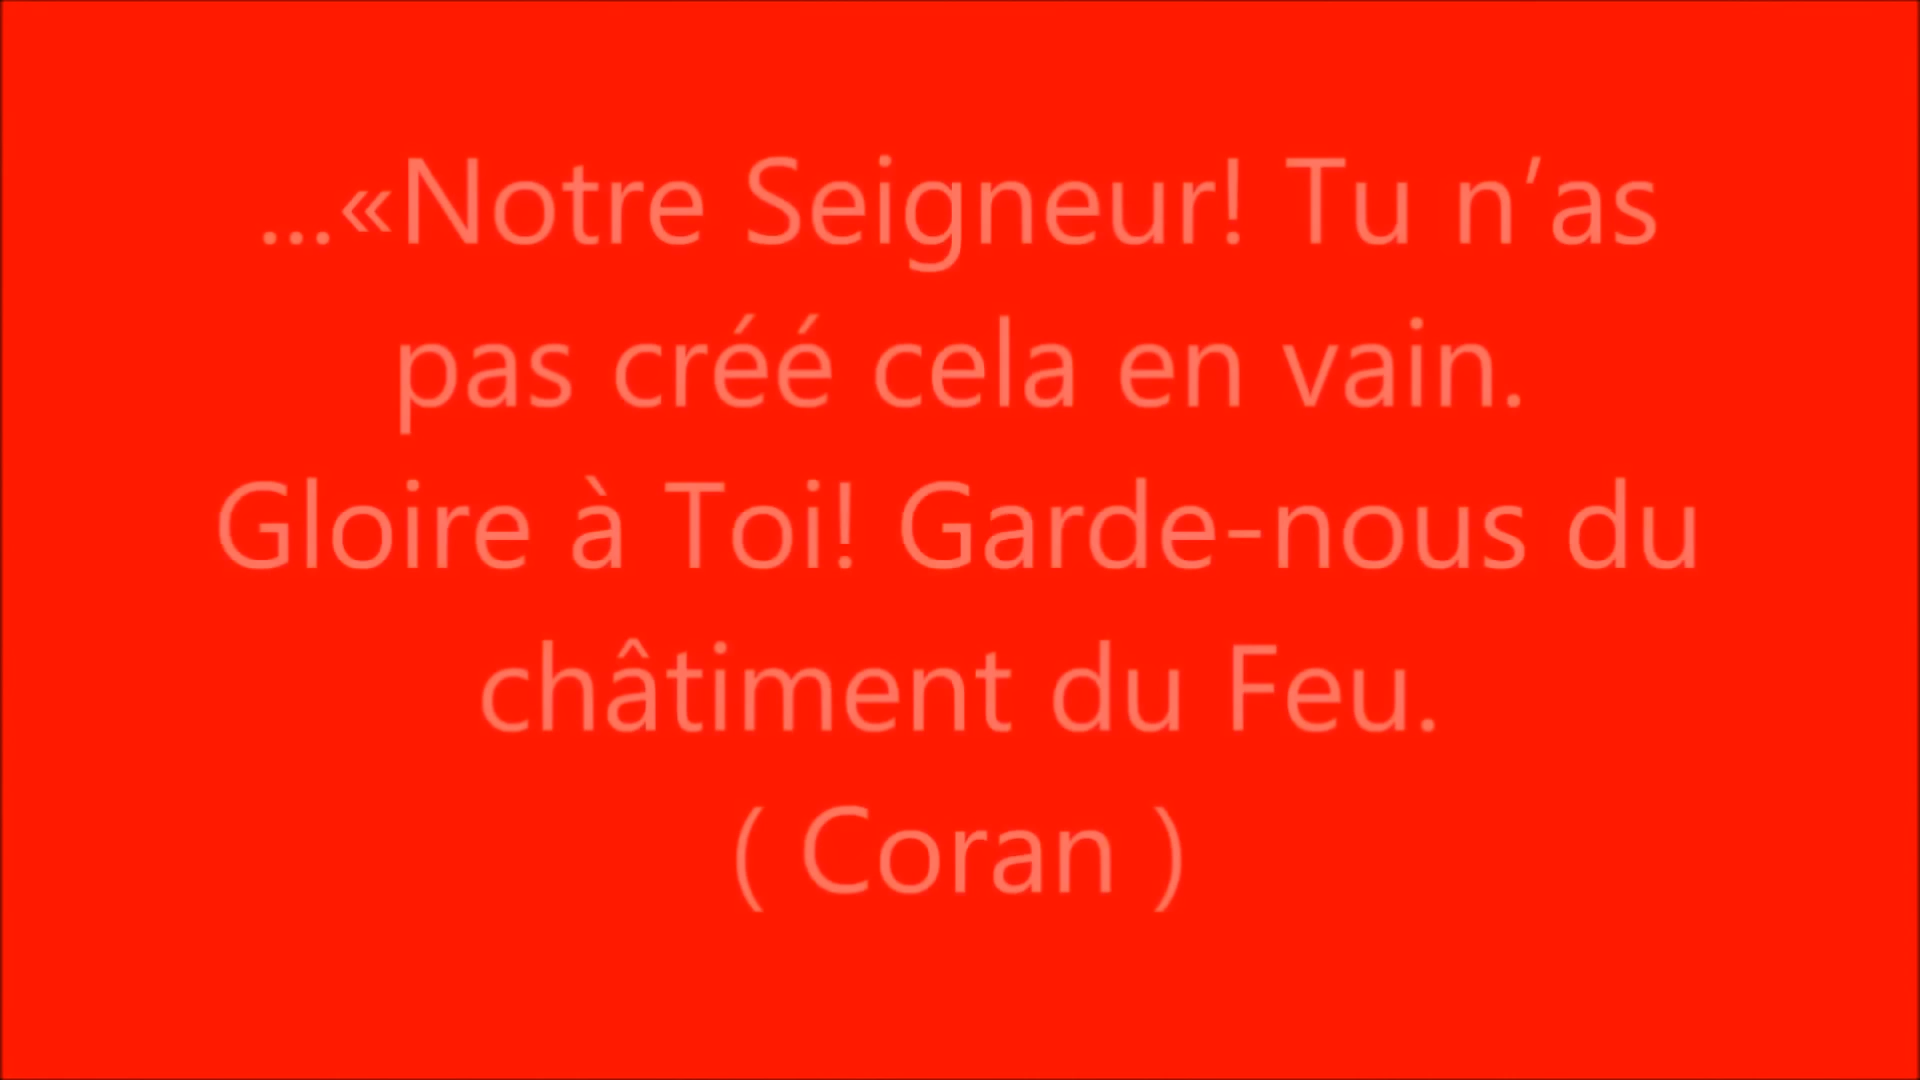 ...«Notre Seigneur! Tu n’as
pas créé cela en vain.
Gloire à Toi! Garde-nous du
châtiment du Feu.
( Coran )